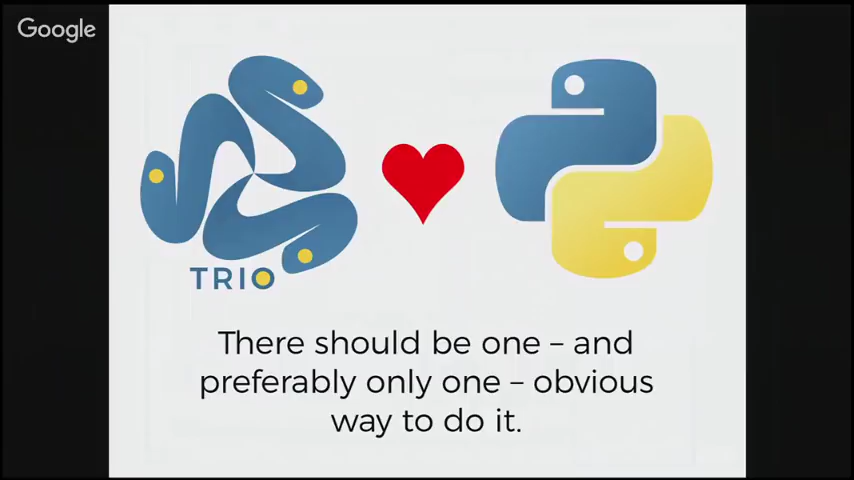 Google
TRIO
There should be one – and
preferably only one – obvious
way to do it.